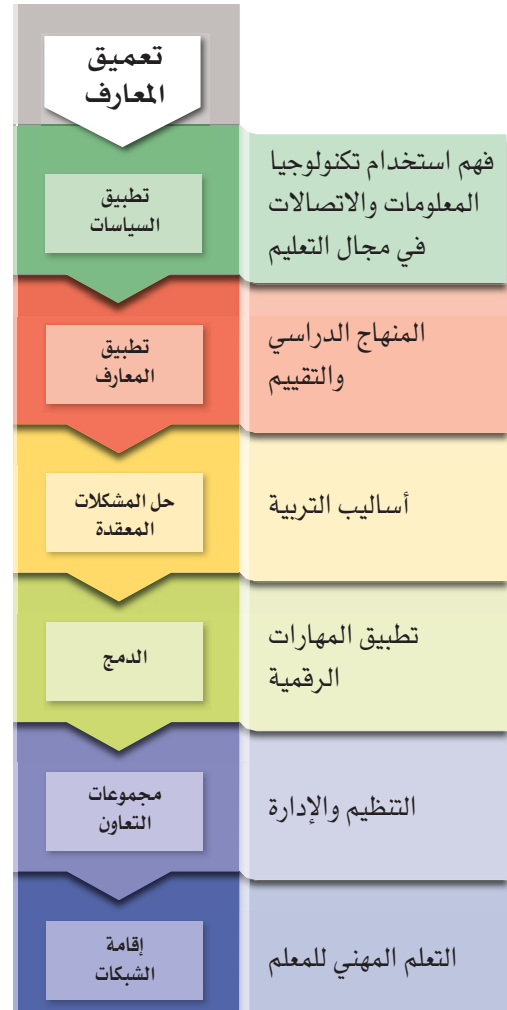 تعميق
المعارف
فهم استخدام تكنولوجيا
المعلومات والاتصالات
في مجال التعليم
تطبيق
السياسات
المنهاج الدراسي
والتقييم
تطبيق
المعارف
أساليب التربية
حل المشكلات
المعقدة
تطبيق المهارات
الرقمية
الدمج
التنظيم والإدارة
مجموعات
التعاون
التعلم المهني للمعلم
إقامة
الشبكات